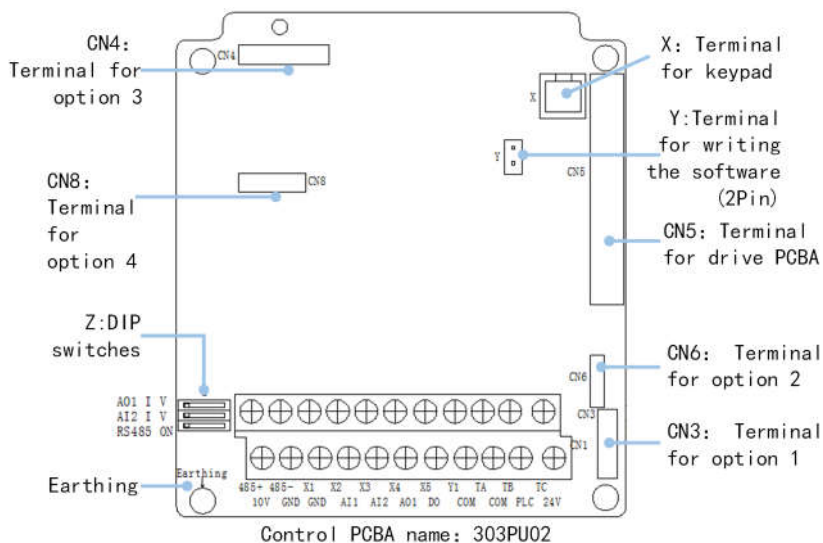 CN4:
Terminal for
option 3
CN4
X: Terminal
for keypad
X
Y:Terminal
for writing
the software
(2Pin)
Y
CN5
CN8:
Terminal
for
option 4
CN8
CN5: Terminal
for drive PCBA
Z:DIP
switches
CN6: Terminal
for option 2
CN6
AO1 I V
AI2 I V
RS485 ON
CN3
CN3: Terminal
for option 1
CN1
Earthing
Earthing
485+ 485- X1 X2 X3 X4 X5 Y1 TA TB TC
10V GND GND AI1 AI2 AO1 DO COM COM PLC 24V
Control PCBA name: 303PU02